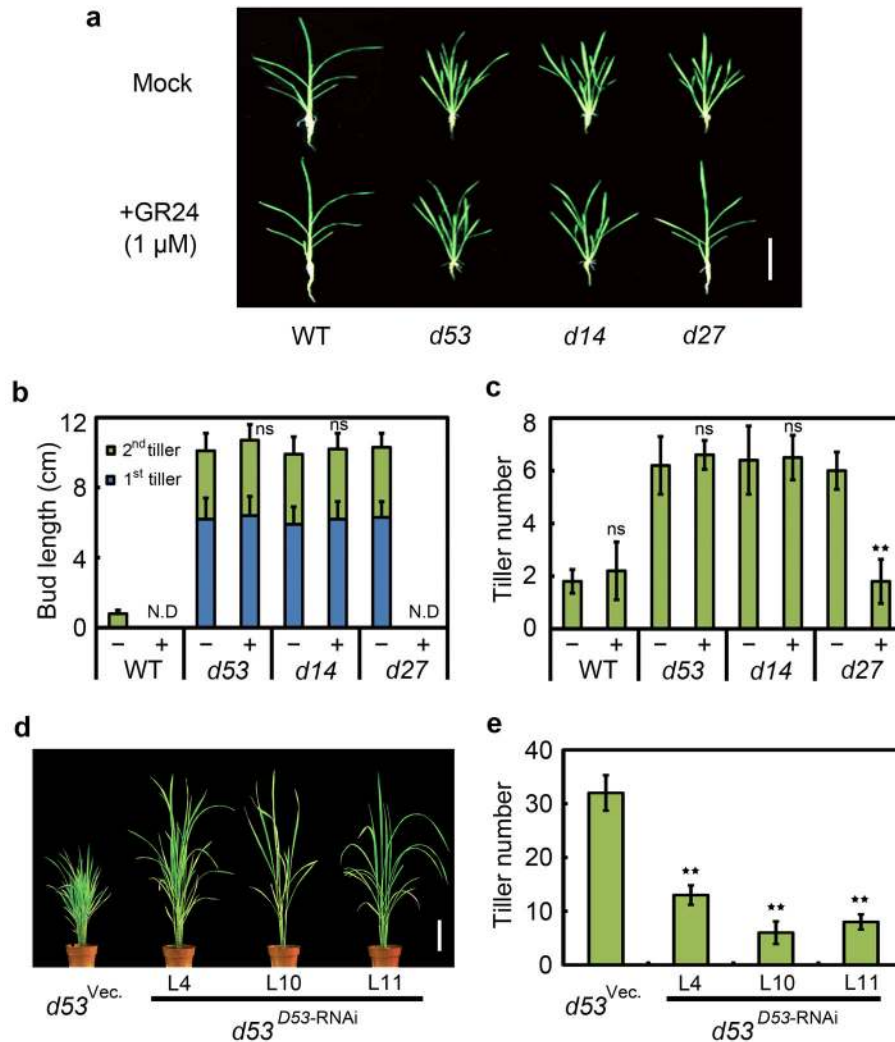 a
Mock
+GR24
(1 µM)
WT d53 d14 d27
b
Bud length (cm)
12
8
4
0
2nd tiller
1st tiller
N.D
ns
ns
N.D
− + − + − + − +
WT d53 d14 d27
c
Tiller number
8
6
4
2
0
ns
ns
ns
★★
− + − + − + − +
WT d53 d14 d27
d
L4 L10 L11
d53Vec.
d53D53-RNAi
e
Tiller number
40
30
20
10
0
★★
★★
★★
L4 L10 L11
d53Vec.
d53D53-RNAi